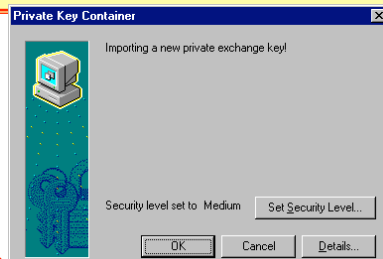 Private Key Container
Importing a new private exchange key!
Security level set to Medium
Set Security Level...
OK
Cancel
Details...